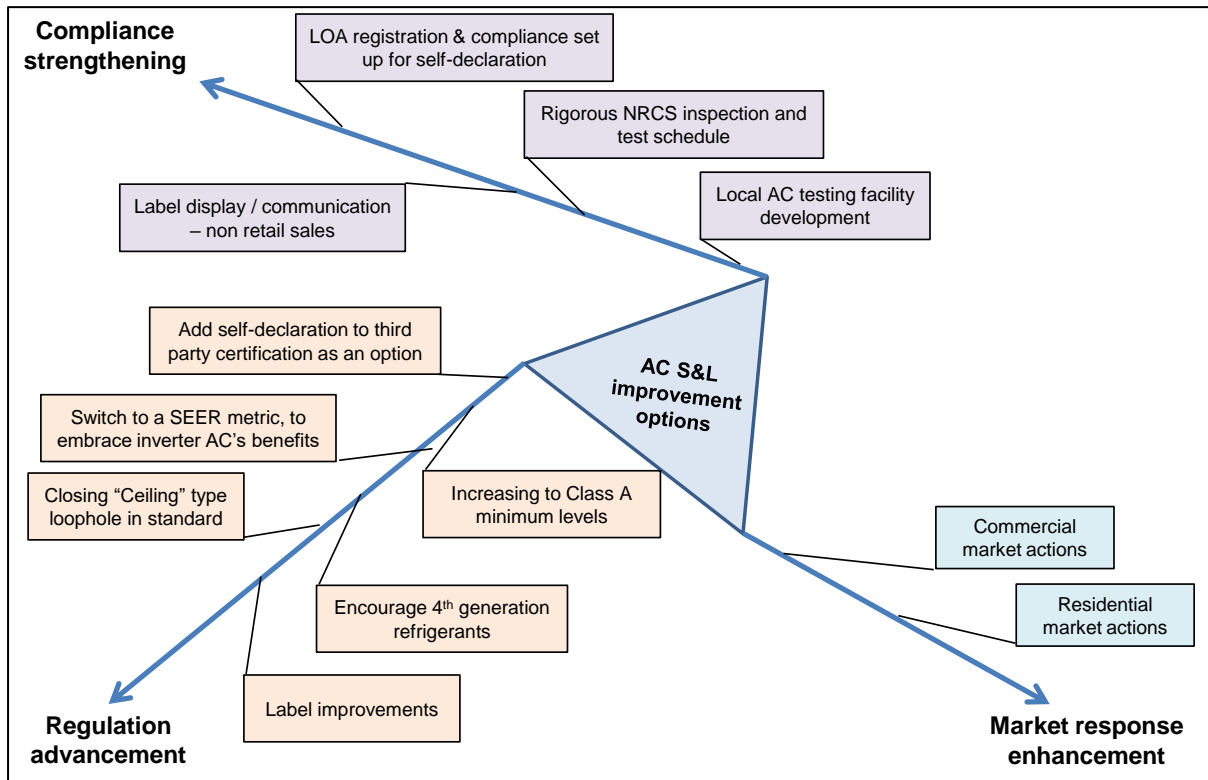 Compliance
strengthening
LOA registration & compliance set
up for self-declaration
Rigorous NRCS inspection and
test schedule
Label display / communication
– non retail sales
Local AC testing facility
development
Add self-declaration to third
party certification as an option
AC S&L
improvement
options
Switch to a SEER metric, to
embrace inverter AC’s benefits
Closing “Ceiling” type
loophole in standard
Increasing to Class A
minimum levels
Commercial
market actions
Encourage 4th generation
refrigerants
Residential
market actions
Label improvements
Regulation
advancement
Market response
enhancement